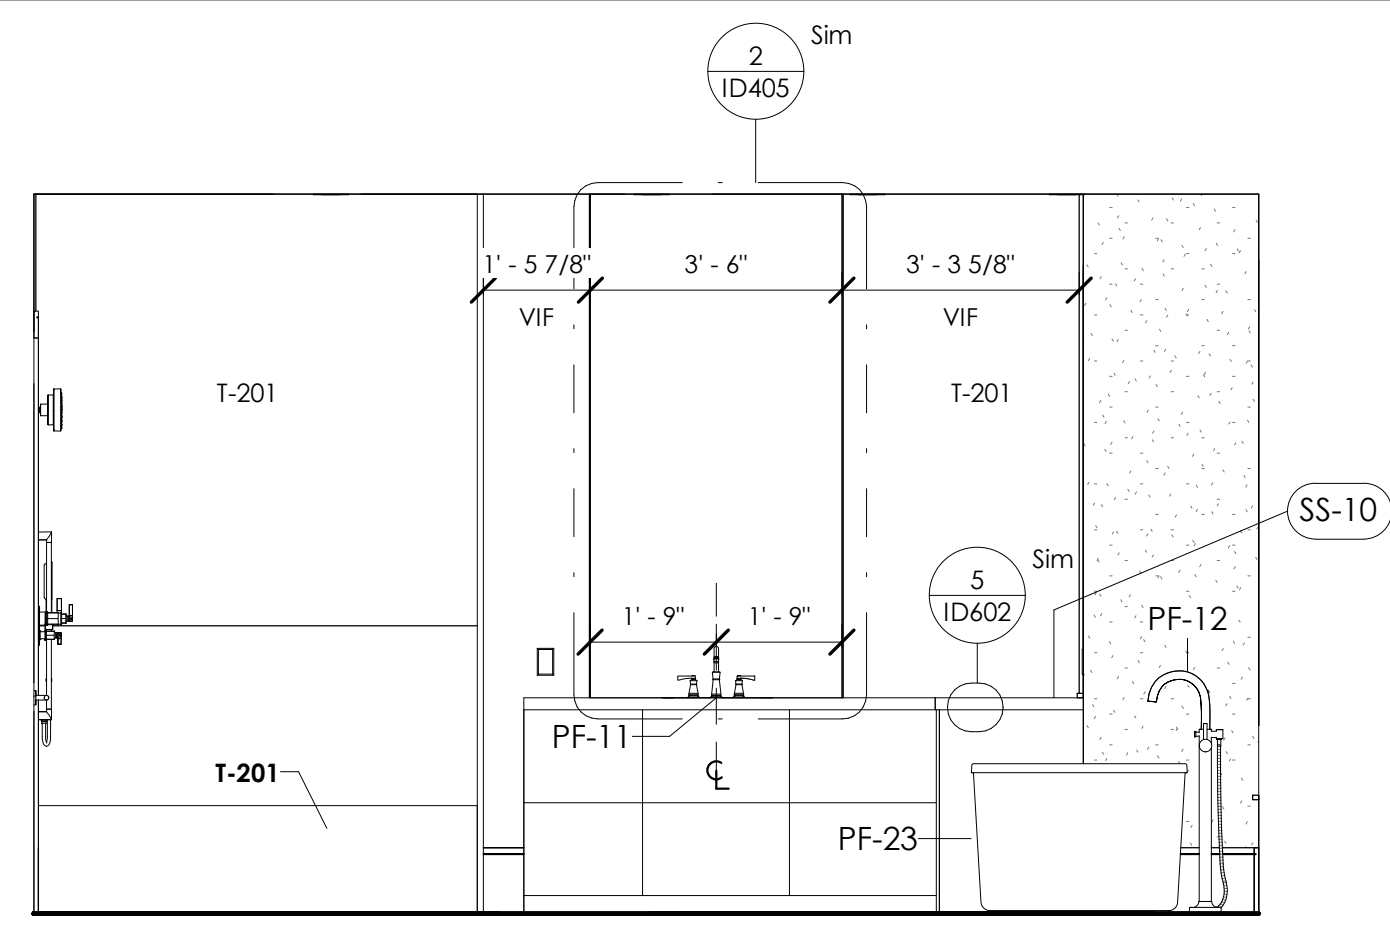 Sim
2
ID405
1' - 5 7/8"
3' - 6"
3' - 3 5/8"
VIF
VIF
T-201
T-201
SS-10
Sim
5
ID602
1' - 9"
1' - 9"
PF-12
PF-11
CL
T-201
PF-23